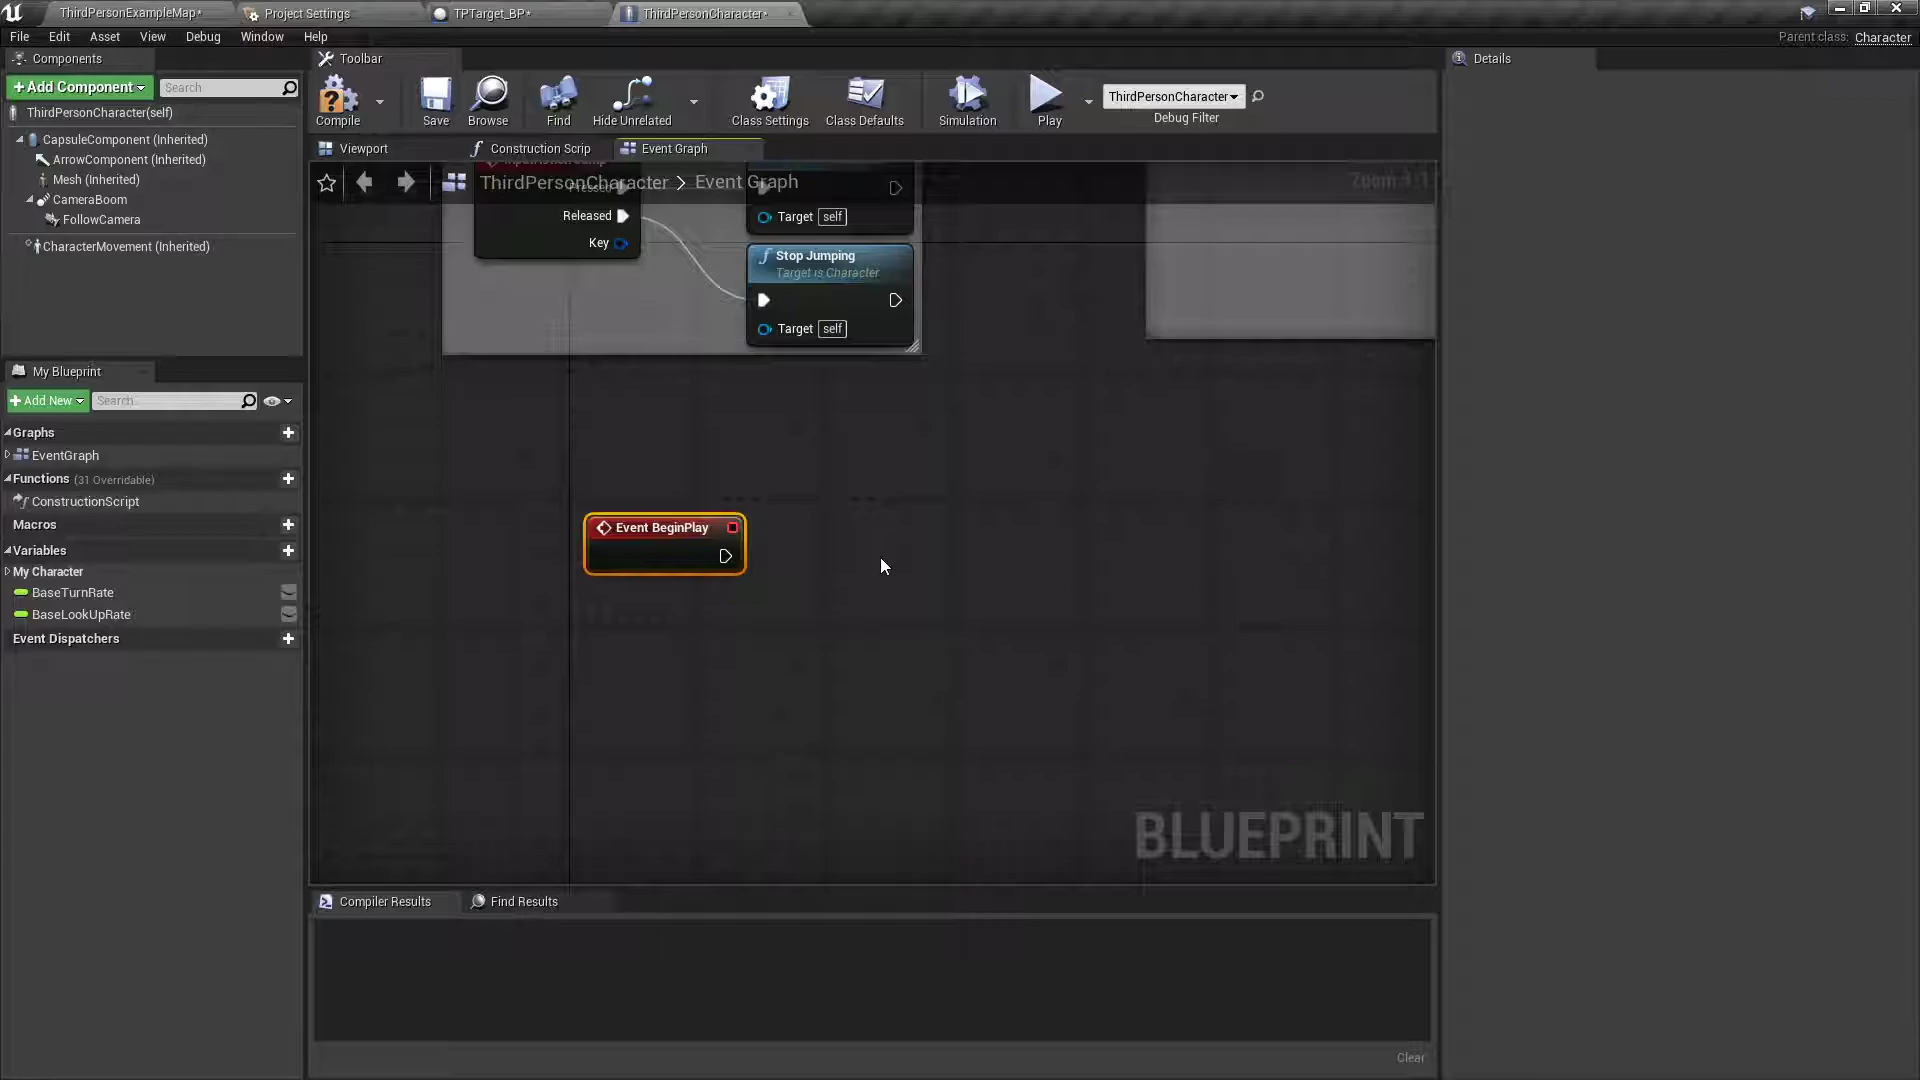 ThirdPersonExampleMap*
Project Settings
TPTarget_BP*
ThirdPersonCharacter*
File Edit Asset View Debug Window Help
Parent class: Character
Components
Toolbar
Details
+Add Component
Search
Compile
Save
Browse
Find
Hide Unrelated
Class Settings
Class Defaults
Simulation
Play
ThirdPersonCharacter
Debug Filter
ThirdPersonCharacter(self)
CapsuleComponent (Inherited)
ArrowComponent (Inherited)
Mesh (Inherited)
CameraBoom
FollowCamera
CharacterMovement (Inherited)
Viewport
Construction Scrip
Event Graph
ThirdPersonCharacter > Event Graph
Zoom 1:1
Pressed
Released
Key
Target self
Stop Jumping
Target is Character
Target self
My Blueprint
+Add New
Search
Graphs
EventGraph
Functions (31 Overridable)
ConstructionScript
Macros
Variables
My Character
BaseTurnRate
BaseLookUpRate
Event Dispatchers
Event BeginPlay
BLUEPRINT
Compiler Results
Find Results
Clear